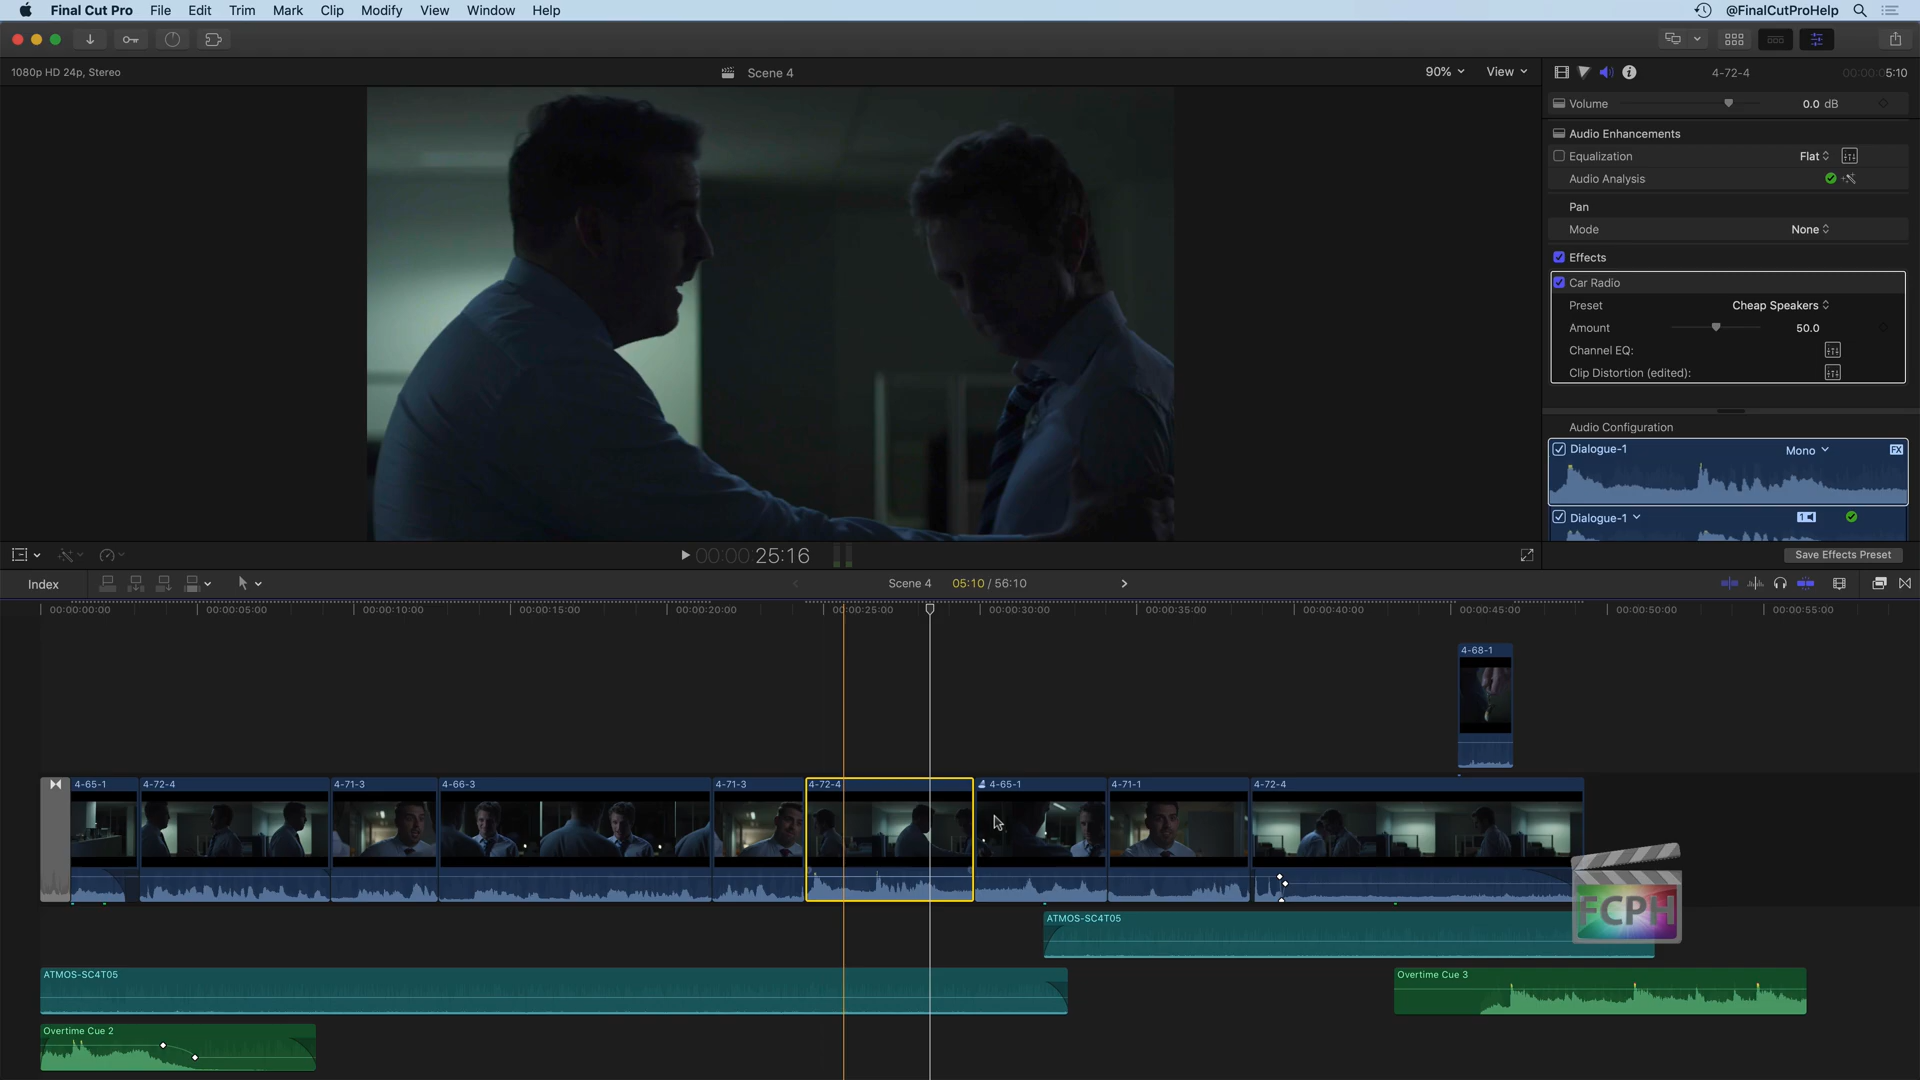 Final Cut Pro File Edit Trim Mark Clip Modify View Window Help @FinalCutProHelp
1080p HD 24p, Stereo Scene 4 90% View 4-72-4 00:00:05:10
Volume 0.0 dB
Audio Enhancements
Equalization Flat
Audio Analysis
Pan
Mode None
Effects
Car Radio
Preset Cheap Speakers
Amount 50.0
Channel EQ:
Clip Distortion (edited):
Audio Configuration
Dialogue-1 Mono FX
Dialogue-1 1
00:00:25:16 Save Effects Preset
Index Scene 4 05:10 / 56:10
00:00:00:00 00:00:05:00 00:00:10:00 00:00:15:00 00:00:20:00 00:00:25:00 00:00:30:00 00:00:35:00 00:00:40:00 00:00:45:00 00:00:50:00 00:00:55:00
4-68-1
4-65-1 4-72-4 4-71-3 4-66-3 4-71-3 4-72-4 4-65-1 4-71-1 4-72-4
FCPH
ATMOS-SC4T05
ATMOS-SC4T05 Overtime Cue 3
Overtime Cue 2